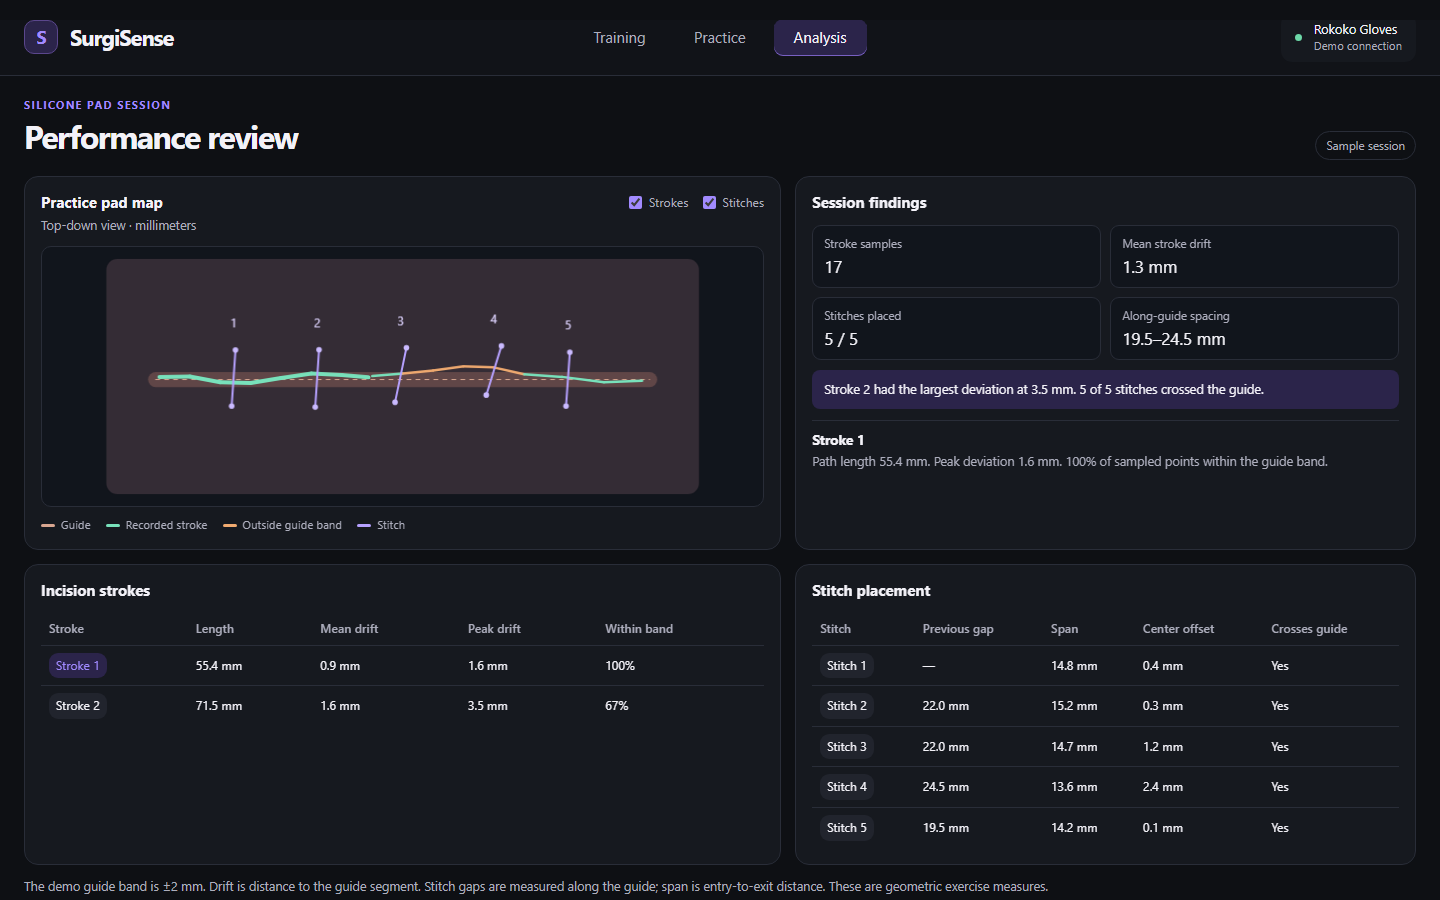 S SurgiSense Training Practice Analysis Rokoko Gloves
Demo connection
SILICONE PAD SESSION
Performance review
Sample session
Practice pad map Strokes Stitches
Top-down view · millimeters
1 2 3 4 5
Guide Recorded stroke Outside guide band Stitch
Session findings
Stroke samples
17
Mean stroke drift
1.3 mm
Stitches placed
5 / 5
Along-guide spacing
19.5–24.5 mm
Stroke 2 had the largest deviation at 3.5 mm. 5 of 5 stitches crossed the guide.
Stroke 1
Path length 55.4 mm. Peak deviation 1.6 mm. 100% of sampled points within the guide band.
Incision strokes
Stroke Length Mean drift Peak drift Within band
Stroke 1 55.4 mm 0.9 mm 1.6 mm 100%
Stroke 2 71.5 mm 1.6 mm 3.5 mm 67%
Stitch placement
Stitch Previous gap Span Center offset Crosses guide
Stitch 1 — 14.8 mm 0.4 mm Yes
Stitch 2 22.0 mm 15.2 mm 0.3 mm Yes
Stitch 3 22.0 mm 14.7 mm 1.2 mm Yes
Stitch 4 24.5 mm 13.6 mm 2.4 mm Yes
Stitch 5 19.5 mm 14.2 mm 0.1 mm Yes
The demo guide band is ±2 mm. Drift is distance to the guide segment. Stitch gaps are measured along the guide; span is entry-to-exit distance. These are geometric exercise measures.